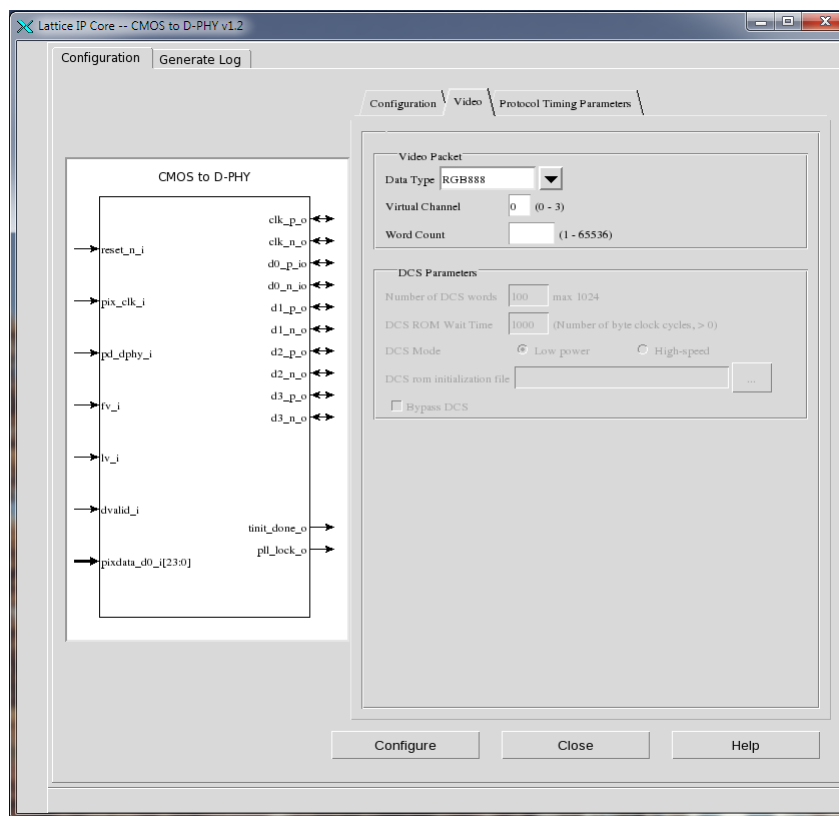 Lattice IP Core -- CMOS to D-PHY v1.2
Configuration Generate Log
Configuration Video Protocol Timing Parameters
CMOS to D-PHY
reset_n_i
pix_clk_i
pd_dphy_i
fv_i
lv_i
dvalid_i
pixdata_d0_i[23:0]
clk_p_o
clk_n_o
d0_p_io
d0_n_io
d1_p_o
d1_n_o
d2_p_o
d2_n_o
d3_p_o
d3_n_o
tinit_done_o
pll_lock_o
Video Packet
Data Type RGB888
Virtual Channel 0 (0 - 3)
Word Count (1 - 65536)
DCS Parameters
Number of DCS words 100 max 1024
DCS ROM Wait Time 1000 (Number of byte clock cycles, > 0)
DCS Mode Low power High-speed
DCS rom initialization file ...
Bypass DCS
Configure Close Help